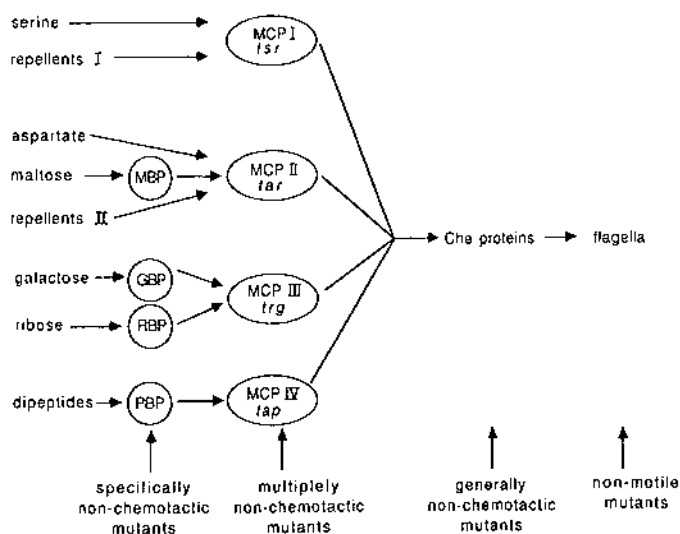 serine
repellents I
MCP I
tsr
aspartate
maltose
repellents II
MBP
MCP II
tar
galactose
ribose
GBP
RBP
MCP III
trg
dipeptides
PBP
MCP IV
tap
Che proteins
flagella
specifically
non-chemotactic
mutants
multiplely
non-chemotactic
mutants
generally
non-chemotactic
mutants
non-motile
mutants